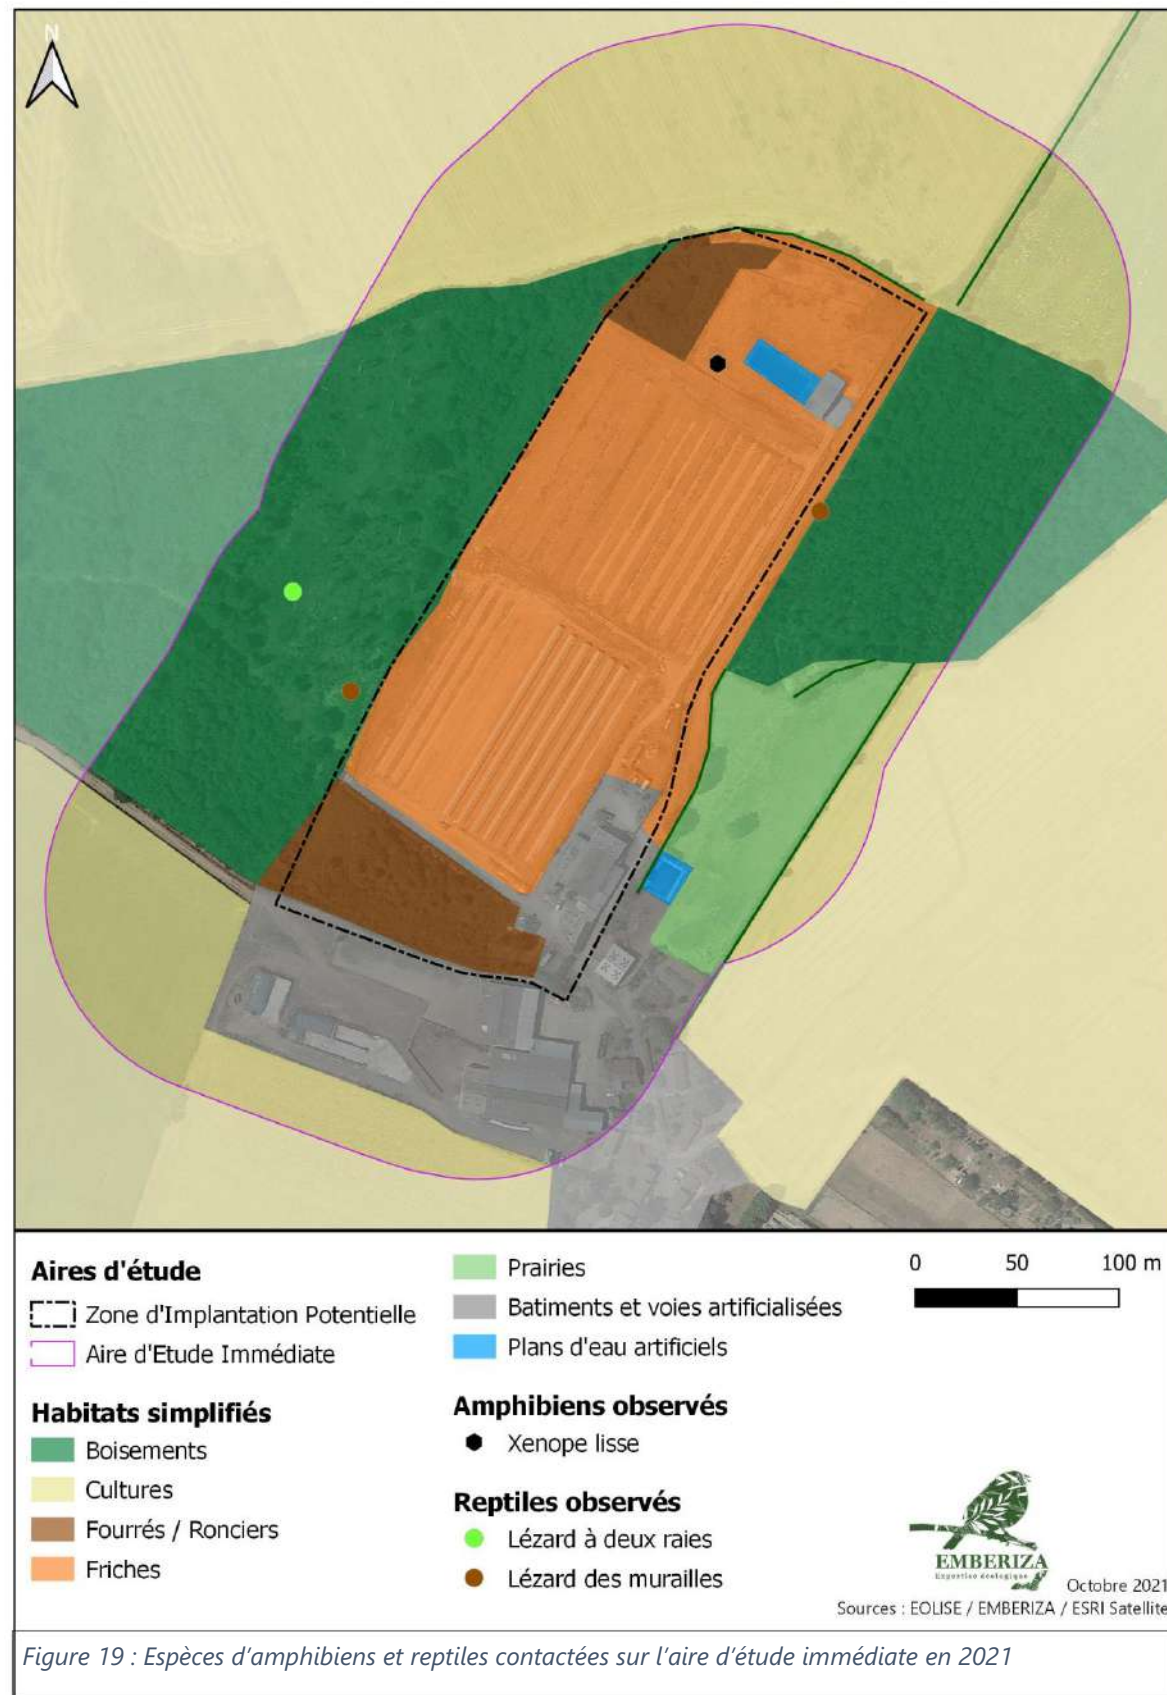 N
Aires d'étude
Zone d'Implantation Potentielle
Aire d'Etude Immédiate
Habitats simplifiés
Boisements
Cultures
Fourrés / Ronciers
Friches
Prairies
Batiments et voies artificialisées
Plans d'eau artificiels
Amphibiens observés
Xenope lisse
Reptiles observés
Lézard à deux raies
Lézard des murailles
0 50 100 m
EMBERIZA
Expertise écologique
Octobre 2021
Sources : EOLISE / EMBERIZA / ESRI Satellite
Figure 19 : Espèces d'amphibiens et reptiles contactées sur l'aire d'étude immédiate en 2021